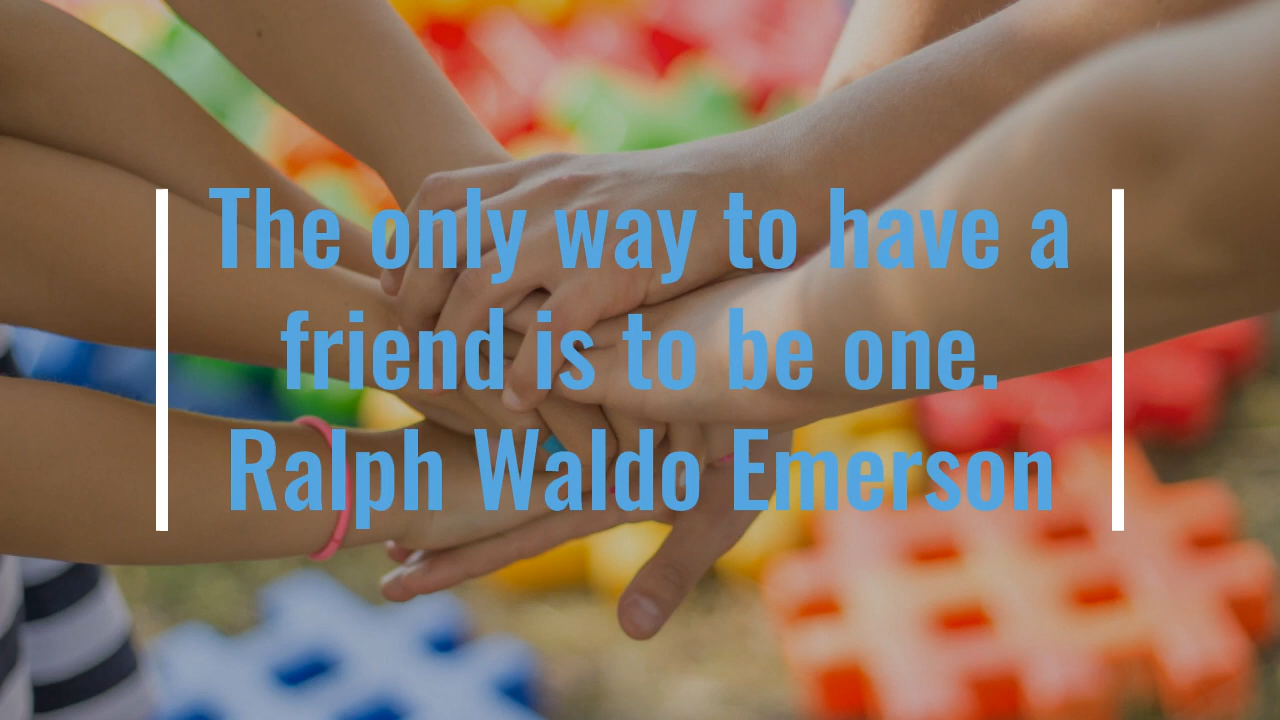 The only way to have a
friend is to be one.
Ralph Waldo Emerson